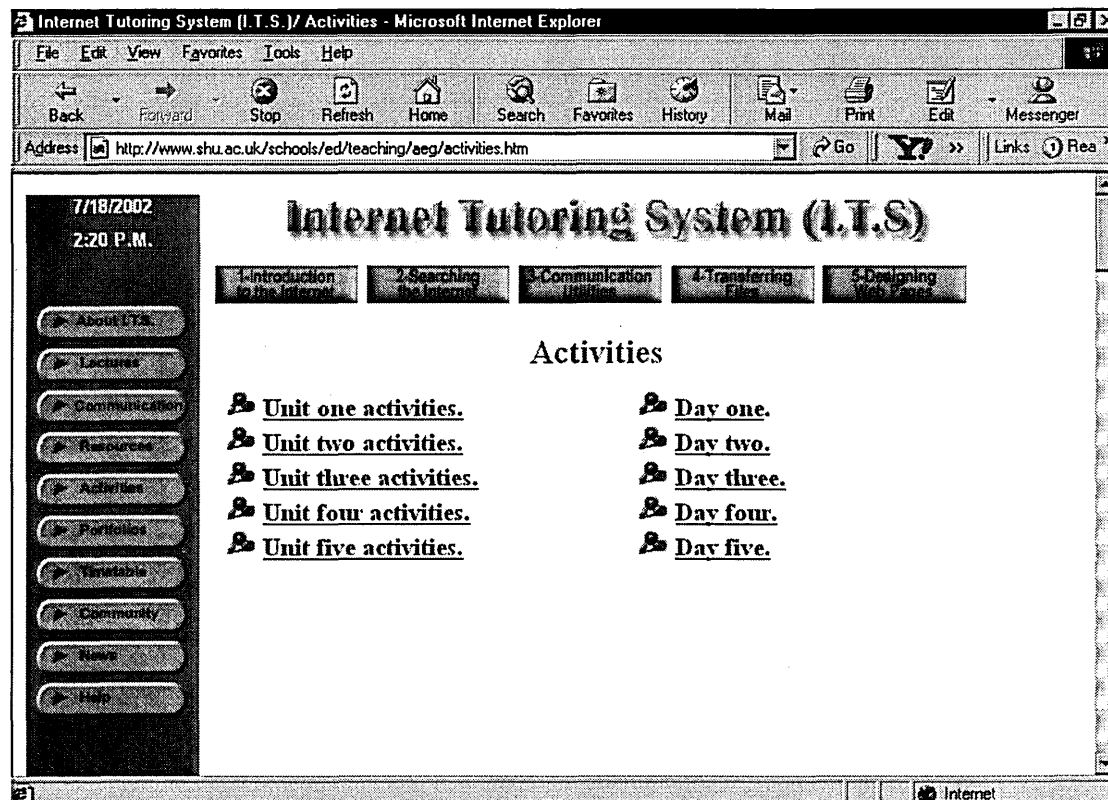 Internet Tutoring System (I.T.S.)/ Activities - Microsoft Internet Explorer
File Edit View Favorites Tools Help
Back Forward Stop Refresh Home Search Favorites History Mail Print Edit Messenger
Address http://www.shu.ac.uk/schools/ed/teaching/aeg/activities.htm Go Y! » Links Rea
7/18/2002
2:20 P.M.
Internet Tutoring System (I.T.S)
1-Introduction to the Internet
2-Searching the Internet
3-Communication Utilities
4-Transferring Files
5-Designing Web Pages
About I.T.S.
Lectures
Communication
Resources
Activities
Portfolios
Timetable
Community
News
Help
Activities
Unit one activities.
Unit two activities.
Unit three activities.
Unit four activities.
Unit five activities.
Day one.
Day two.
Day three.
Day four.
Day five.
Internet